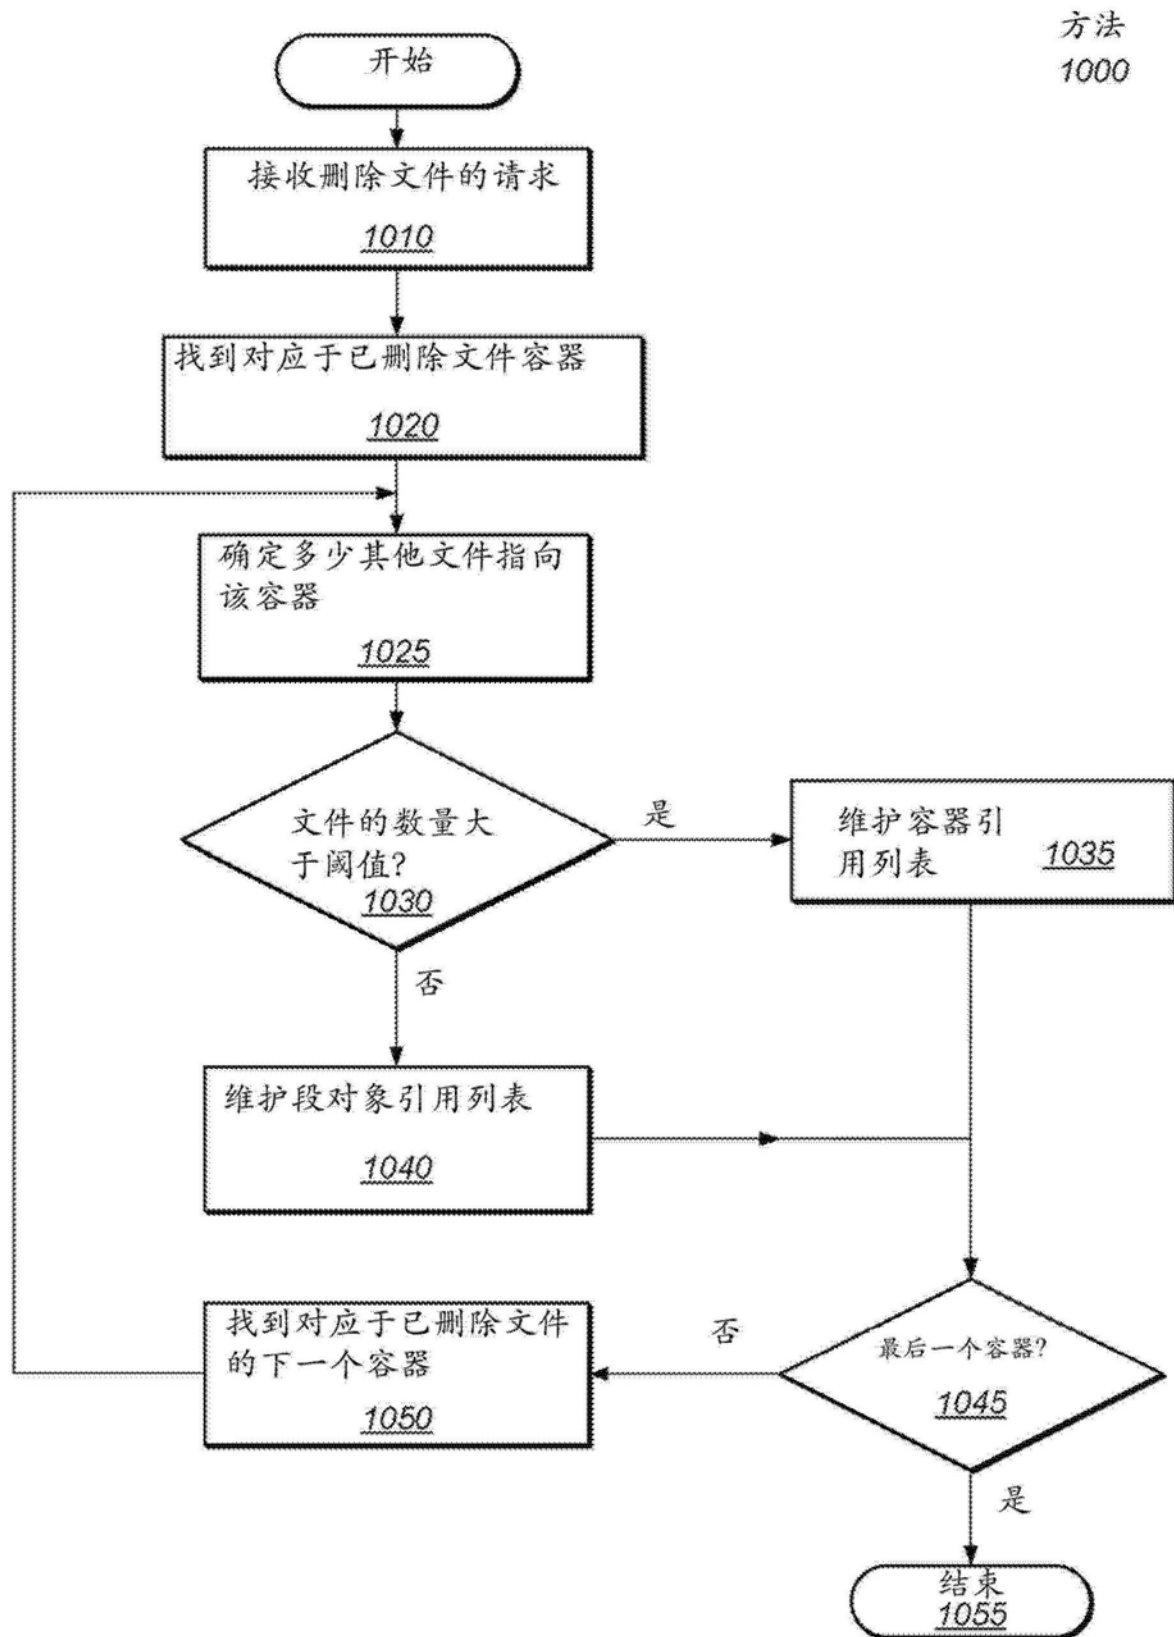 方法
1000
开始
接收删除文件的请求
1010
找到对应于已删除文件容器
1020
确定多少其他文件指向
该容器
1025
文件的数量大
于阈值?
1030
是
维护容器引
用列表
1035
否
维护段对象引用列表
1040
找到对应于已删除文件
的下一个容器
1050
否
最后一个容器?
1045
是
结束
1055